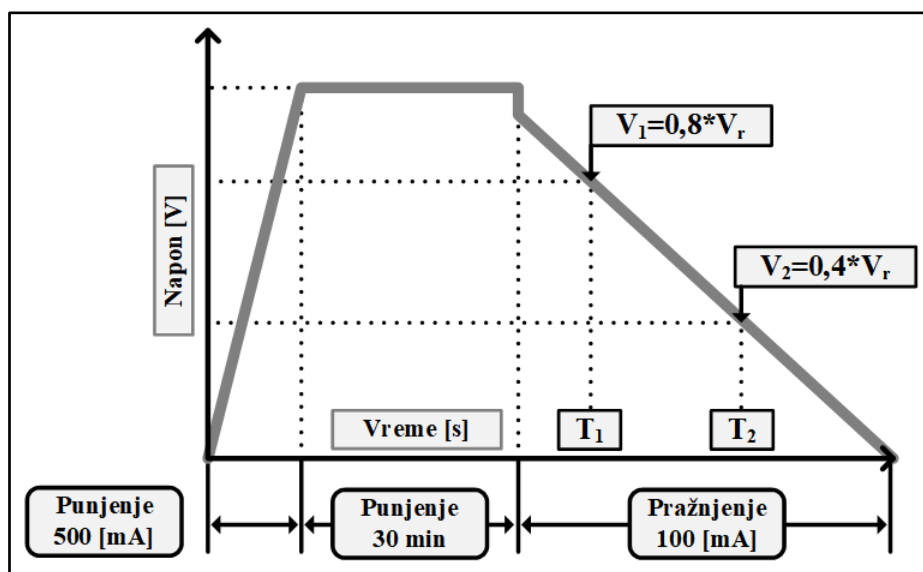 V₁=0,8*Vᵣ
V₂=0,4*Vᵣ
Napon [V]
Vreme [s]
T₁
T₂
Punjenje
500 [mA]
Punjenje
30 min
Pražnjenje
100 [mA]